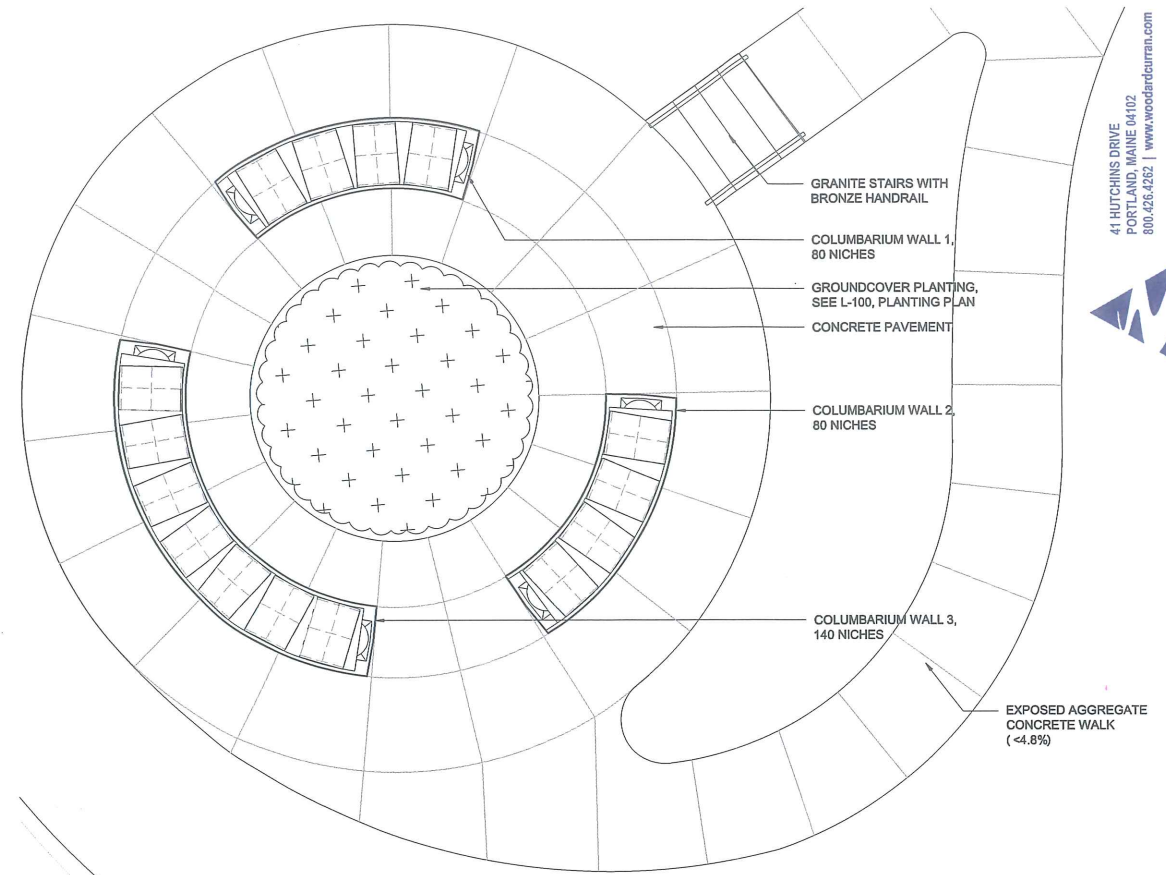 41 HUTCHINS DRIVE
PORTLAND, MAINE 04102
800.426.4262 | www.woodardcurran.com
GRANITE STAIRS WITH
BRONZE HANDRAIL
COLUMBARIUM WALL 1,
80 NICHES
GROUNDCOVER PLANTING,
SEE L-100, PLANTING PLAN
CONCRETE PAVEMENT
COLUMBARIUM WALL 2,
80 NICHES
COLUMBARIUM WALL 3,
140 NICHES
EXPOSED AGGREGATE
CONCRETE WALK
( <4.8%)